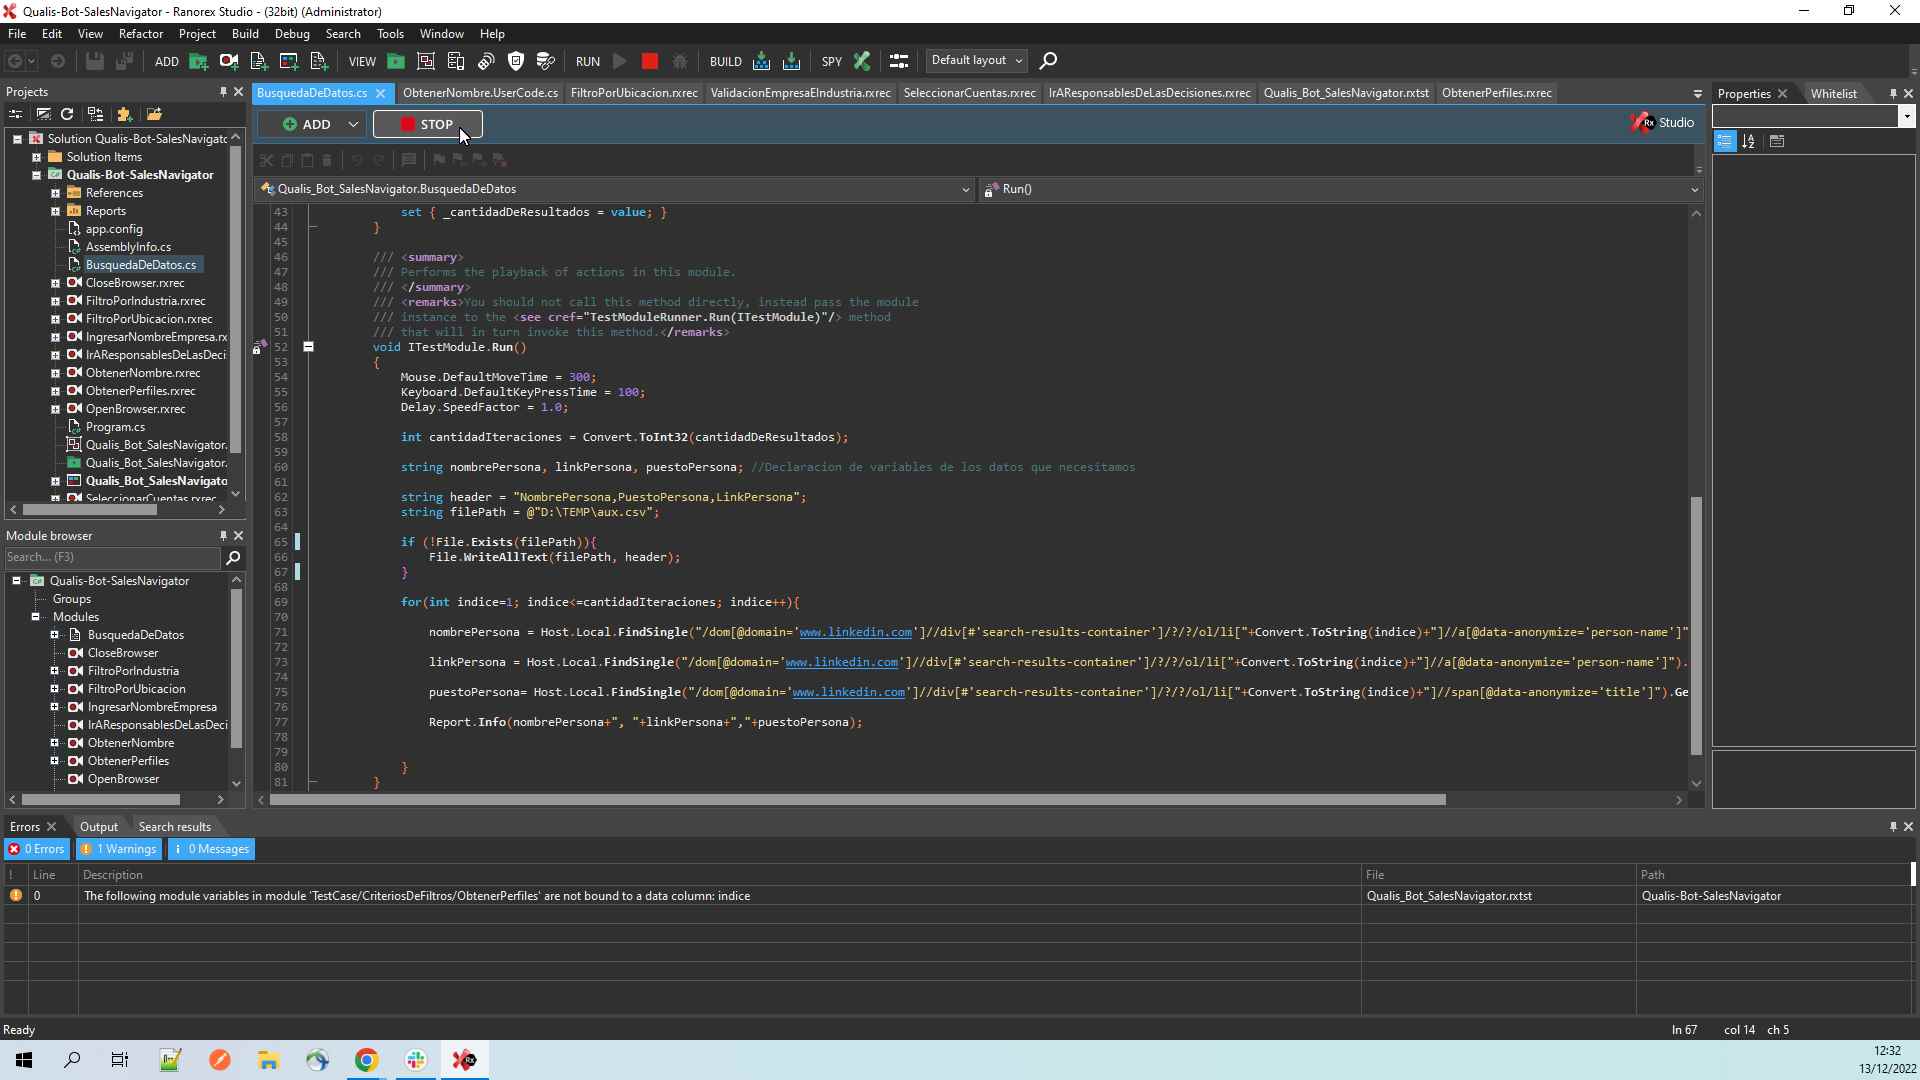 Qualis-Bot-SalesNavigator - Ranorex Studio - (32bit) (Administrator)
File Edit View Refactor Project Build Debug Search Tools Window Help
ADD VIEW RUN BUILD SPY Default layout
Projects
Solution Qualis-Bot-SalesNavigato
Solution Items
Qualis-Bot-SalesNavigator
References
Reports
app.config
AssemblyInfo.cs
BusquedaDeDatos.cs
CloseBrowser.rxrec
FiltroPorIndustria.rxrec
FiltroPorUbicacion.rxrec
IngresarNombreEmpresa.rx
IrAResponsablesDeLasDeci
ObtenerNombre.rxrec
ObtenerPerfiles.rxrec
OpenBrowser.rxrec
Program.cs
Qualis_Bot_SalesNavigator.
Qualis_Bot_SalesNavigator.
Qualis_Bot_SalesNavigato
SeleccionarCuentas.rxrec
Module browser
Search... (F3)
Qualis-Bot-SalesNavigator
Groups
Modules
BusquedaDeDatos
CloseBrowser
FiltroPorIndustria
FiltroPorUbicacion
IngresarNombreEmpresa
IrAResponsablesDeLasDeci
ObtenerNombre
ObtenerPerfiles
OpenBrowser
BusquedaDeDatos.cs ObtenerNombre.UserCode.cs FiltroPorUbicacion.rxrec ValidacionEmpresaEIndustria.rxrec SeleccionarCuentas.rxrec IrAResponsablesDeLasDecisiones.rxrec Qualis_Bot_SalesNavigator.rxtst ObtenerPerfiles.rxrec
ADD STOP Rx Studio
Qualis_Bot_SalesNavigator.BusquedaDeDatos Run()
43 set { _cantidadDeResultados = value; }
44 }
45
46 /// <summary>
47 /// Performs the playback of actions in this module.
48 /// </summary>
49 /// <remarks>You should not call this method directly, instead pass the module
50 /// instance to the <see cref="TestModuleRunner.Run(ITestModule)"/> method
51 /// that will in turn invoke this method.</remarks>
52 void ITestModule.Run()
53 {
54 Mouse.DefaultMoveTime = 300;
55 Keyboard.DefaultKeyPressTime = 100;
56 Delay.SpeedFactor = 1.0;
57
58 int cantidadIteraciones = Convert.ToInt32(cantidadDeResultados);
59
60 string nombrePersona, linkPersona, puestoPersona; //Declaracion de variables de los datos que necesitamos
61
62 string header = "NombrePersona,PuestoPersona,LinkPersona";
63 string filePath = @"D:\TEMP\aux.csv";
64
65 if (!File.Exists(filePath)){
66 File.WriteAllText(filePath, header);
67 }
68
69 for(int indice=1; indice<=cantidadIteraciones; indice++){
70
71 nombrePersona = Host.Local.FindSingle("/dom[@domain='www.linkedin.com']//div[#'search-results-container']/?/?/ol/li["+Convert.ToString(indice)+"]//a[@data-anonymize='person-name']"
72
73 linkPersona = Host.Local.FindSingle("/dom[@domain='www.linkedin.com']//div[#'search-results-container']/?/?/ol/li["+Convert.ToString(indice)+"]//a[@data-anonymize='person-name']").
74
75 puestoPersona= Host.Local.FindSingle("/dom[@domain='www.linkedin.com']//div[#'search-results-container']/?/?/ol/li["+Convert.ToString(indice)+"]//span[@data-anonymize='title']").Ge
76
77 Report.Info(nombrePersona+", "+linkPersona+","+puestoPersona);
78
79
80 }
81 }
Properties Whitelist
Errors Output Search results
0 Errors 1 Warnings 0 Messages
! Line Description File Path
0 The following module variables in module 'TestCase/CriteriosDeFiltros/ObtenerPerfiles' are not bound to a data column: indice Qualis_Bot_SalesNavigator.rxtst Qualis-Bot-SalesNavigator
Ready ln 67 col 14 ch 5
12:32
13/12/2022